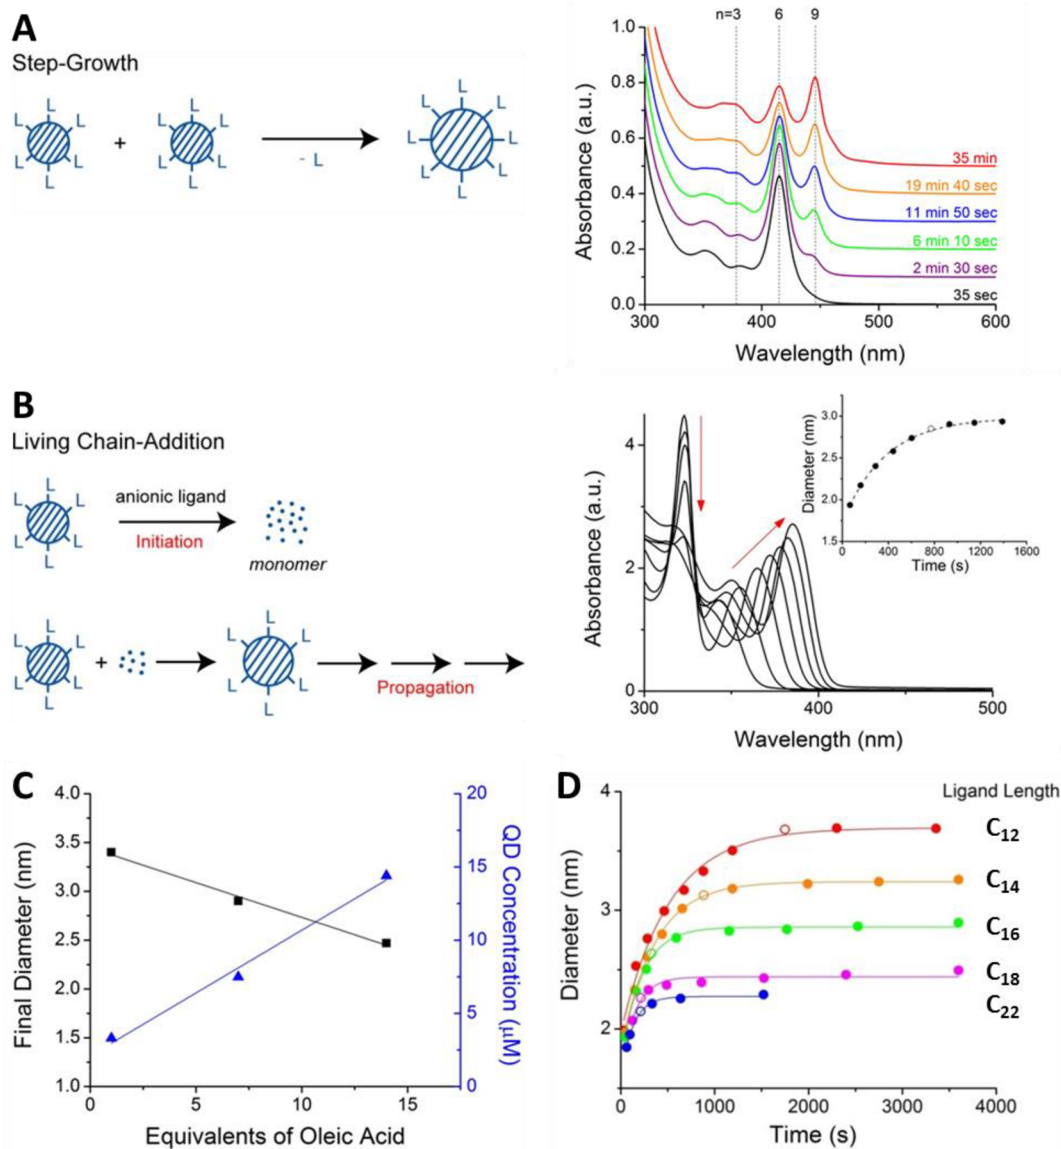 A
Step-Growth
L L L L L L
+
L L L L L L
- L
L L L L L L
n=3 6 9
Absorbance (a.u.)
1.0
0.8
0.6
0.4
0.2
0.0
35 min
19 min 40 sec
11 min 50 sec
6 min 10 sec
2 min 30 sec
35 sec
300 400 500 600
Wavelength (nm)
B
Living Chain-Addition
L L L L L L
anionic ligand
Initiation
monomer
L L L L L L
+
L L L L L L
Propagation
Absorbance (a.u.)
4
2
0
300 400 500
Wavelength (nm)
Diameter (nm)
3.0
2.5
2.0
1.5
0 400 800 1200 1600
Time (s)
C
Final Diameter (nm)
4.0
3.5
3.0
2.5
2.0
1.5
1.0
0 5 10 15
Equivalents of Oleic Acid
20
15
10
5
0
QD Concentration (μM)
D
Diameter (nm)
4
3
2
0 1000 2000 3000 4000
Time (s)
Ligand Length
C12
C14
C16
C18
C22